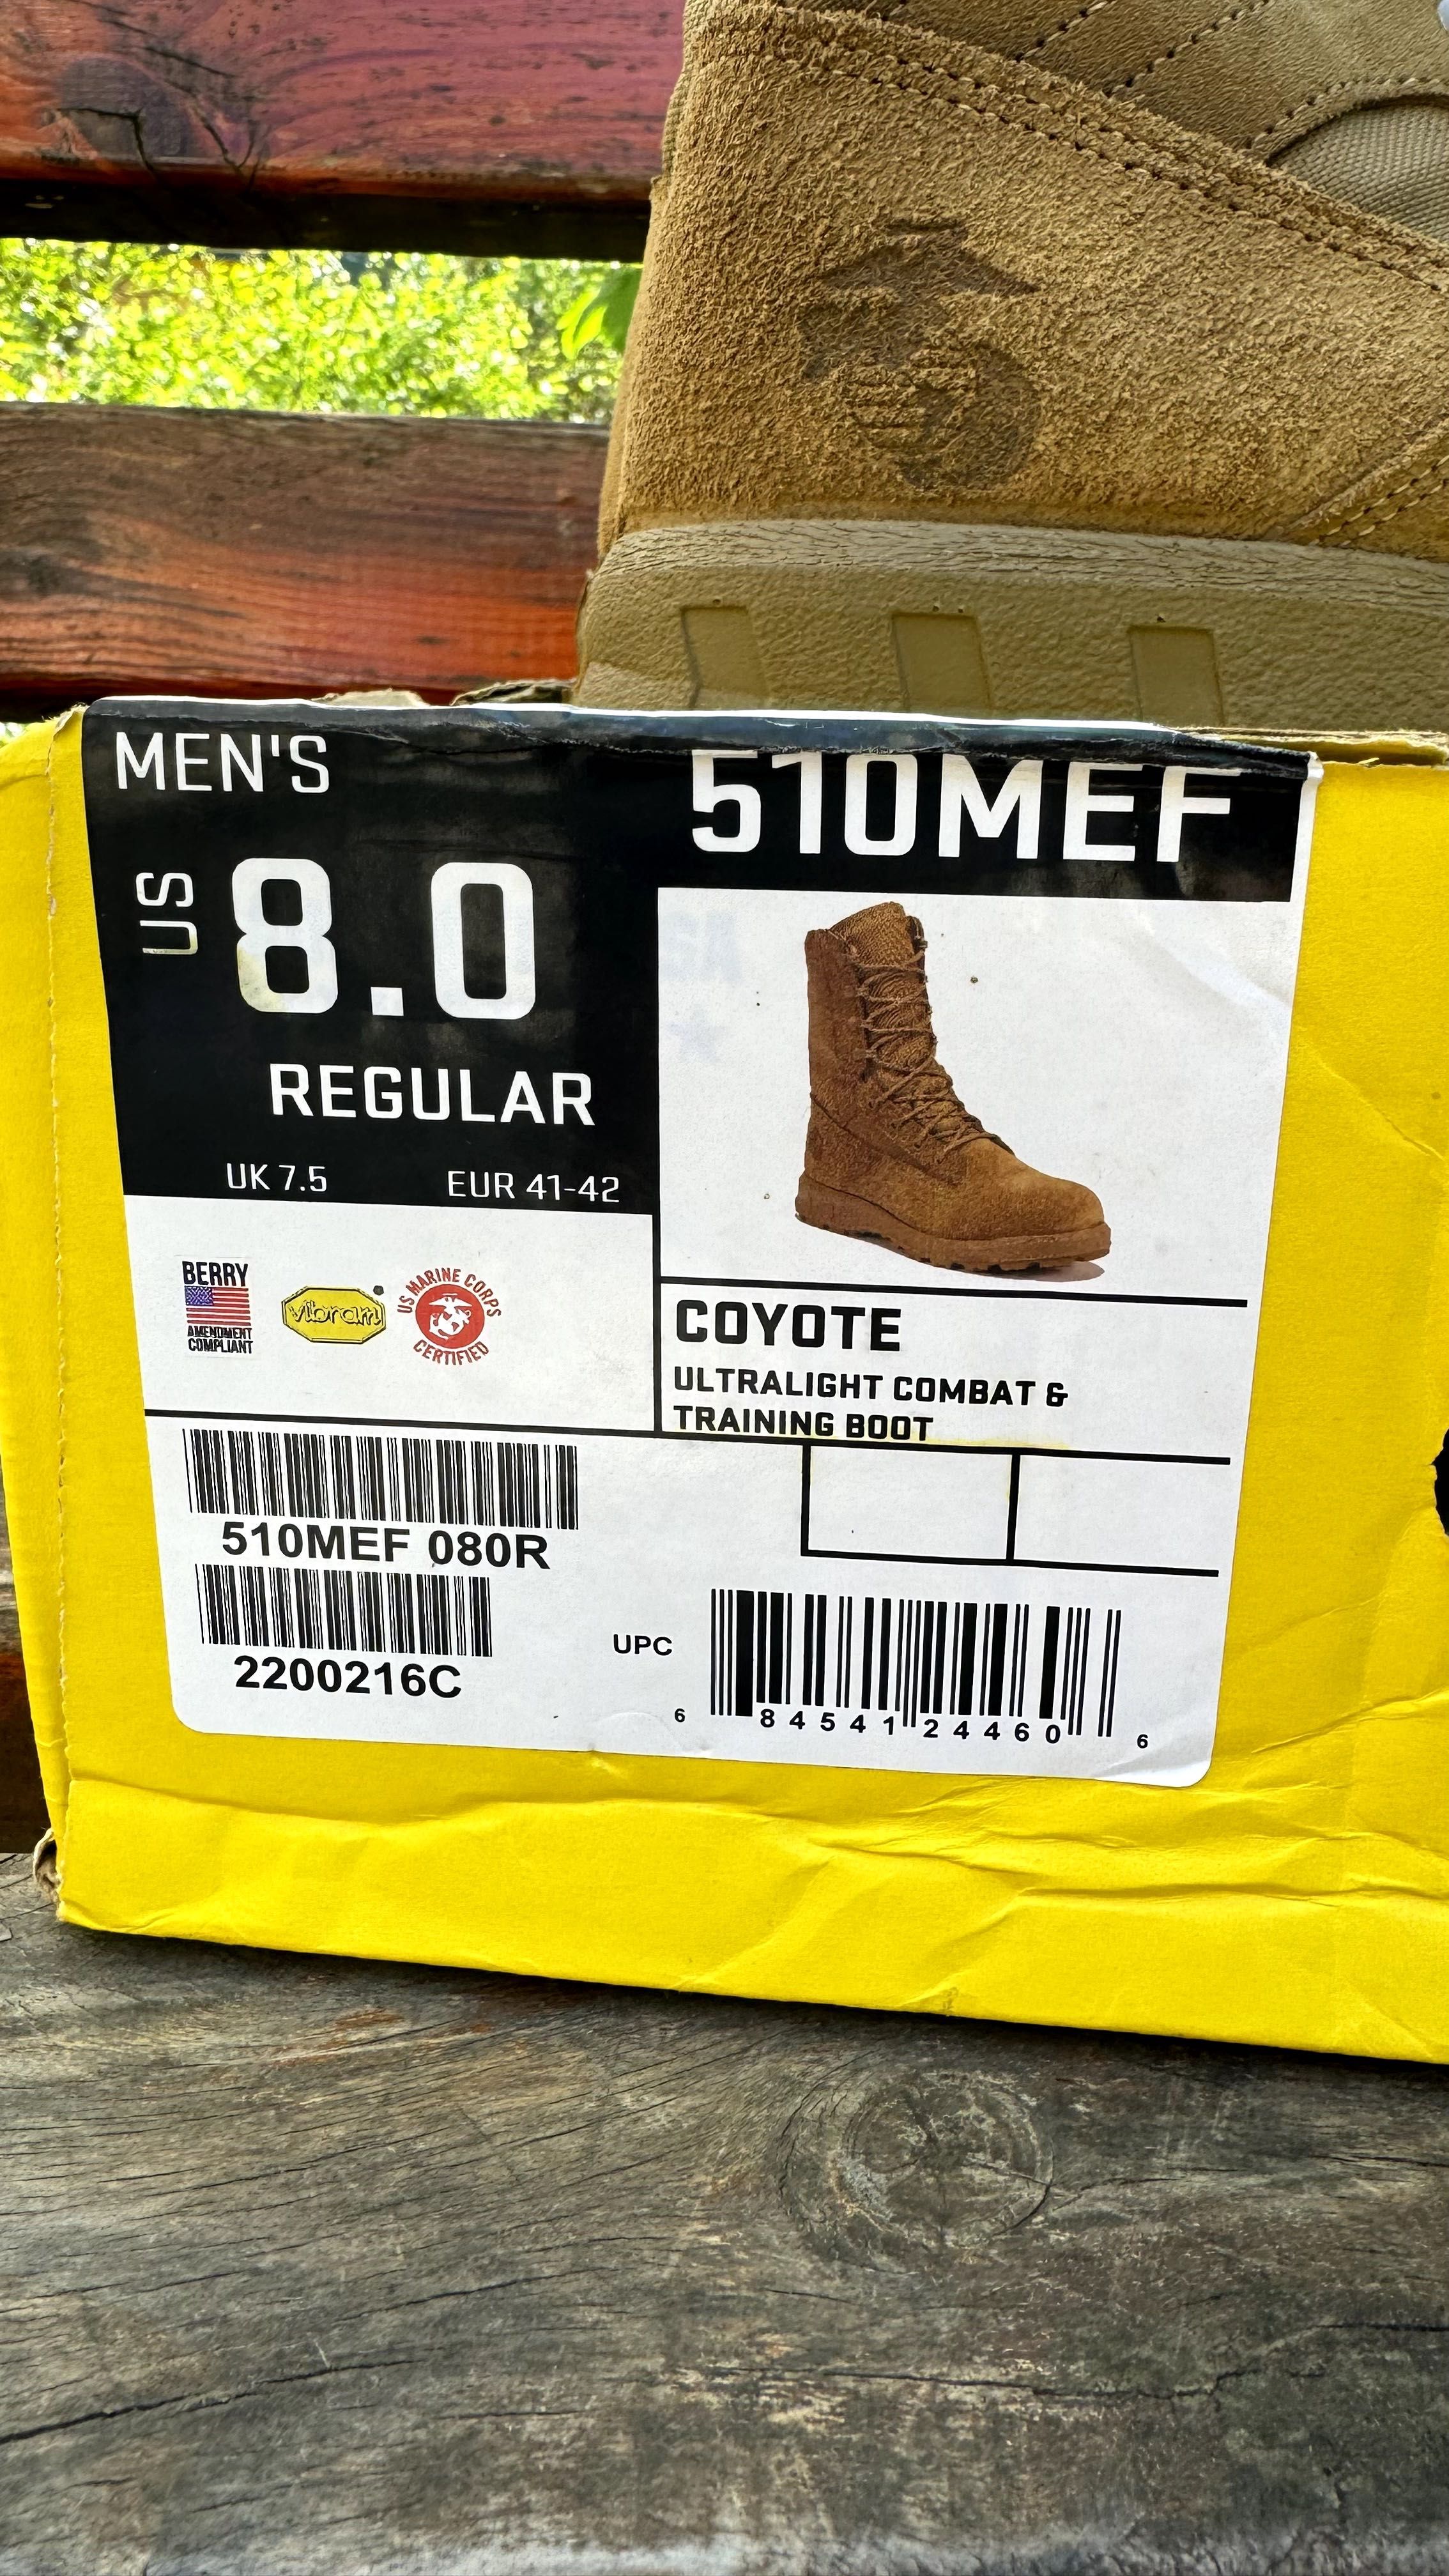 MEN'S
US 8.0
REGULAR
UK 7.5 EUR 41-42
510MEF
BERRY
AMENDMENT
COMPLIANT
vibram
US MARINE CORPS
CERTIFIED
COYOTE
ULTRALIGHT COMBAT &
TRAINING BOOT
510MEF 080R
2200216C
UPC
6 84541 24460 6